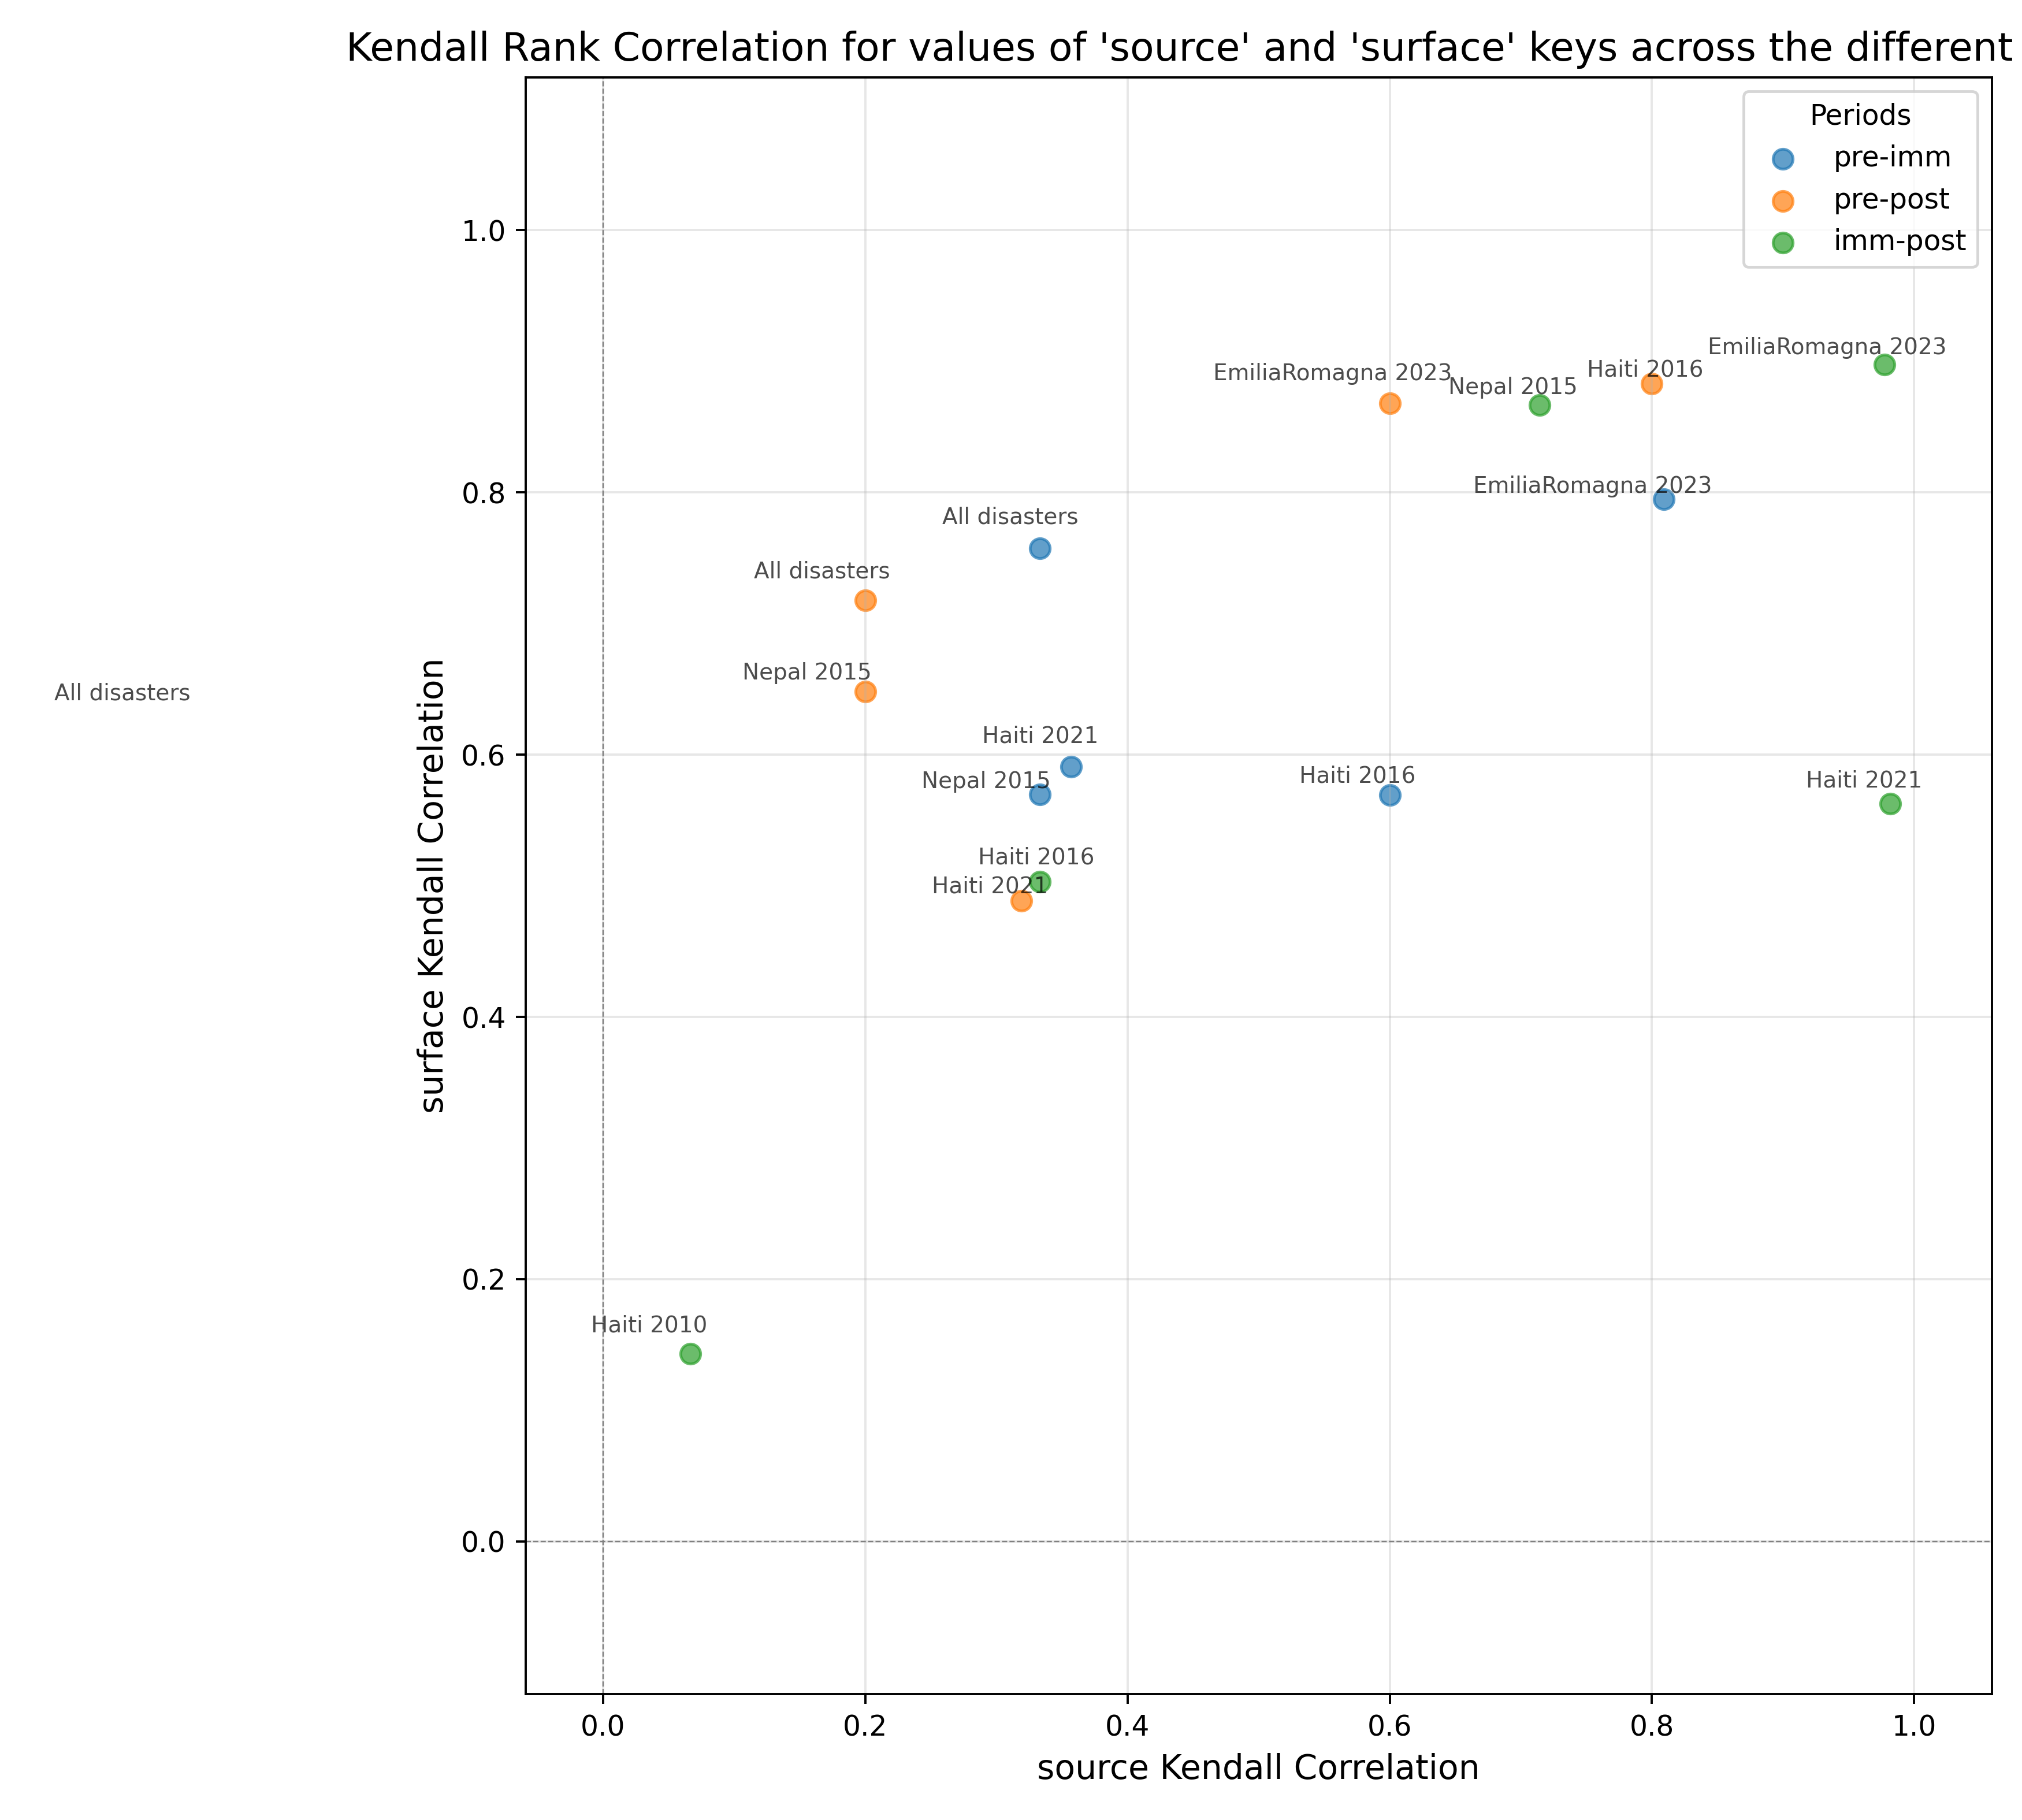 Kendall Rank Correlation for values of 'source' and 'surface' keys across the different
Periods
pre-imm
pre-post
imm-post
1.0
0.8
0.6
0.4
0.2
0.0
surface Kendall Correlation
EmiliaRomagna 2023
Haiti 2016
EmiliaRomagna 2023
Nepal 2015
EmiliaRomagna 2023
All disasters
All disasters
Nepal 2015
All disasters
Haiti 2021
Nepal 2015
Haiti 2016
Haiti 2021
Haiti 2016
Haiti 2021
Haiti 2010
0.0
0.2
0.4
0.6
0.8
1.0
source Kendall Correlation